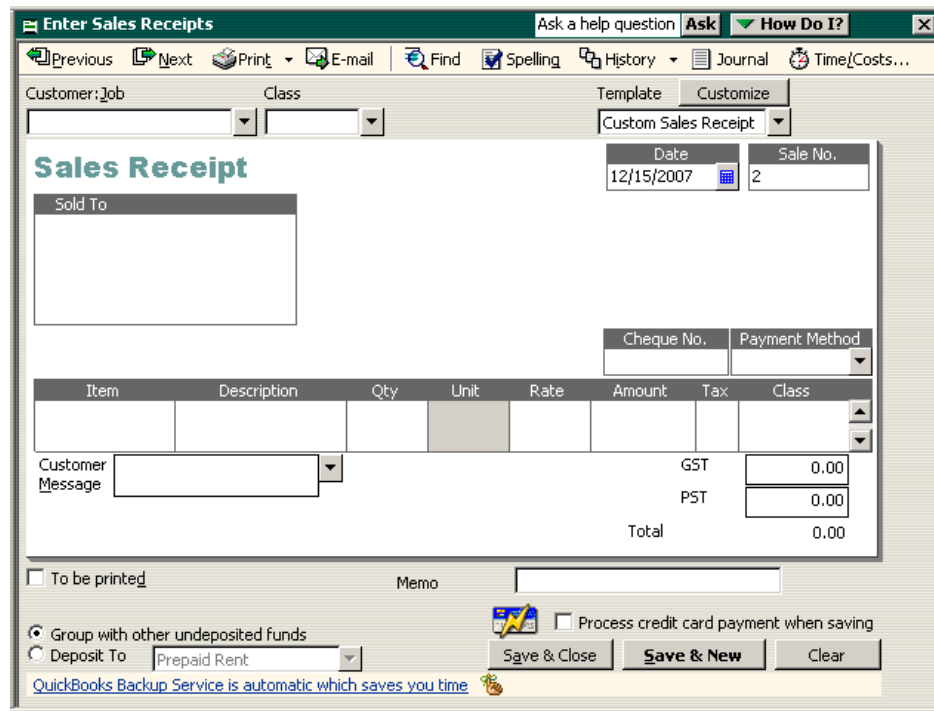 Enter Sales Receipts Ask a help question Ask How Do I? X
Previous Next Print E-mail Find Spelling History Journal Time/Costs...
Customer:Job Class Template Customize
Custom Sales Receipt
Sales Receipt Date Sale No.
12/15/2007 2
Sold To
Cheque No. Payment Method
Item Description Qty Unit Rate Amount Tax Class
Customer Message GST 0.00
PST 0.00
Total 0.00
To be printed Memo
Process credit card payment when saving
Group with other undeposited funds
Deposit To Prepaid Rent Save & Close Save & New Clear
QuickBooks Backup Service is automatic which saves you time